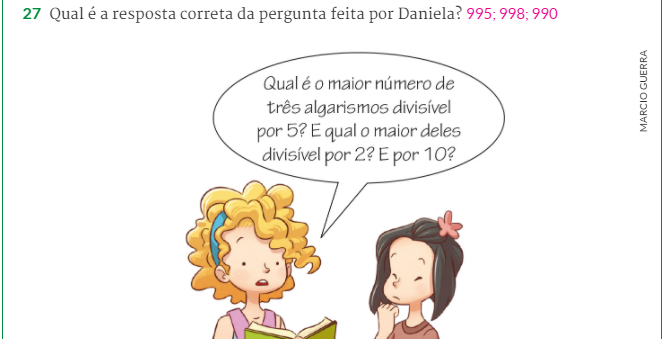 27 Qual é a resposta correta da pergunta feita por Daniela? 995; 998; 990
Qual é o maior número de
três algarismos divisível
por 5? E qual o maior deles
divisível por 2? E por 10?
MARCIO GUERRA